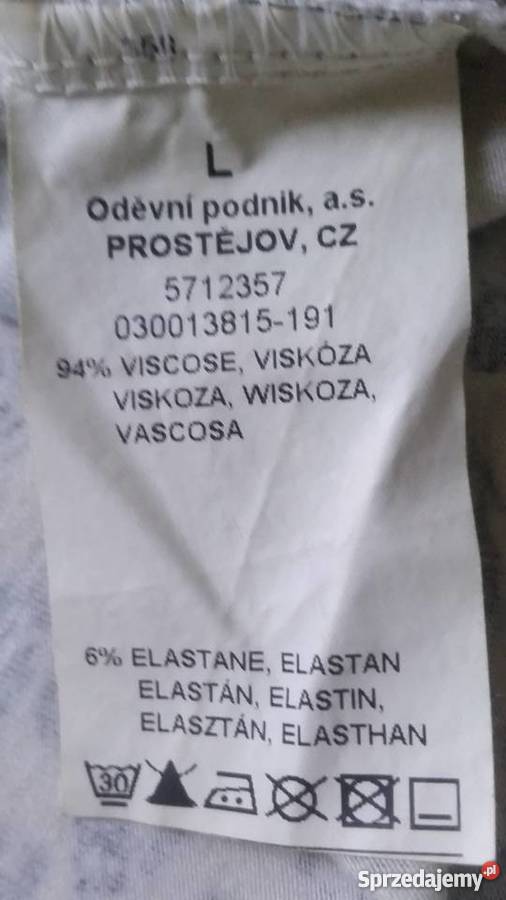 L
Oděvní podnik, a.s.
PROSTĚJOV, CZ
5712357
030013815-191
94% VISCOSE, VISKÓZA
VISKOZA, WISKOZA,
VASCOSA
6% ELASTANE, ELASTAN
ELASTÁN, ELASTIN,
ELASZTÁN, ELASTHAN
30
Sprzedajemy.pl